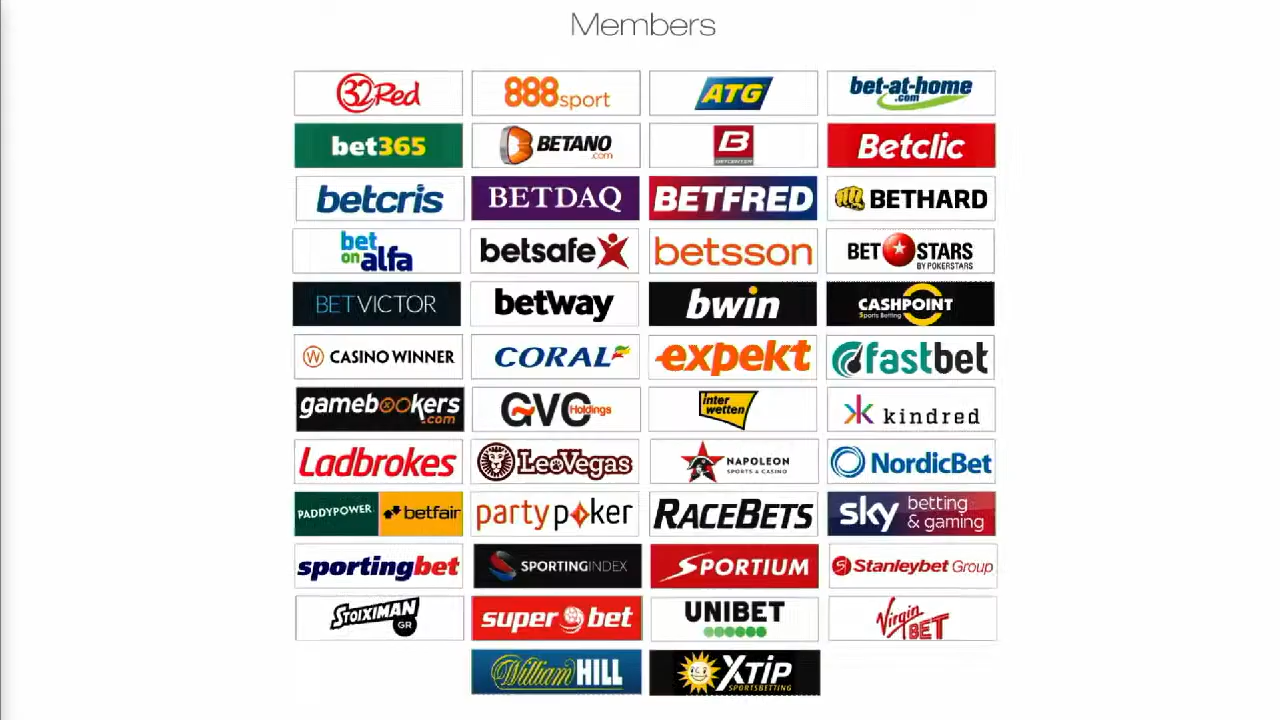 Members
32Red
888sport
ATG
bet-at-home
.com
bet365
BETANO
.com
B
BETCENTER
Betclic
betcris
BETDAQ
BETFRED
BETHARD
bet
on alfa
betsafe
betsson
BET STARS
BY POKERSTARS
BETVICTOR
betway
bwin
CASHPOINT
Sports Betting
W CASINO WINNER
CORAL
expekt
fastbet
gamebookers
.com
GVC Holdings
inter
wetten
kindred
Ladbrokes
LeoVegas
NAPOLEON
SPORTS & CASINO
NordicBet
PADDYPOWER betfair
partypoker
RACEBETS
sky betting
& gaming
sportingbet
SPORTINGINDEX
SPORTIUM
Stanleybet Group
STOIXIMAN
GR
superbet
UNIBET
Virgin
BET
William HILL
XTiP
SPORTSBETTING